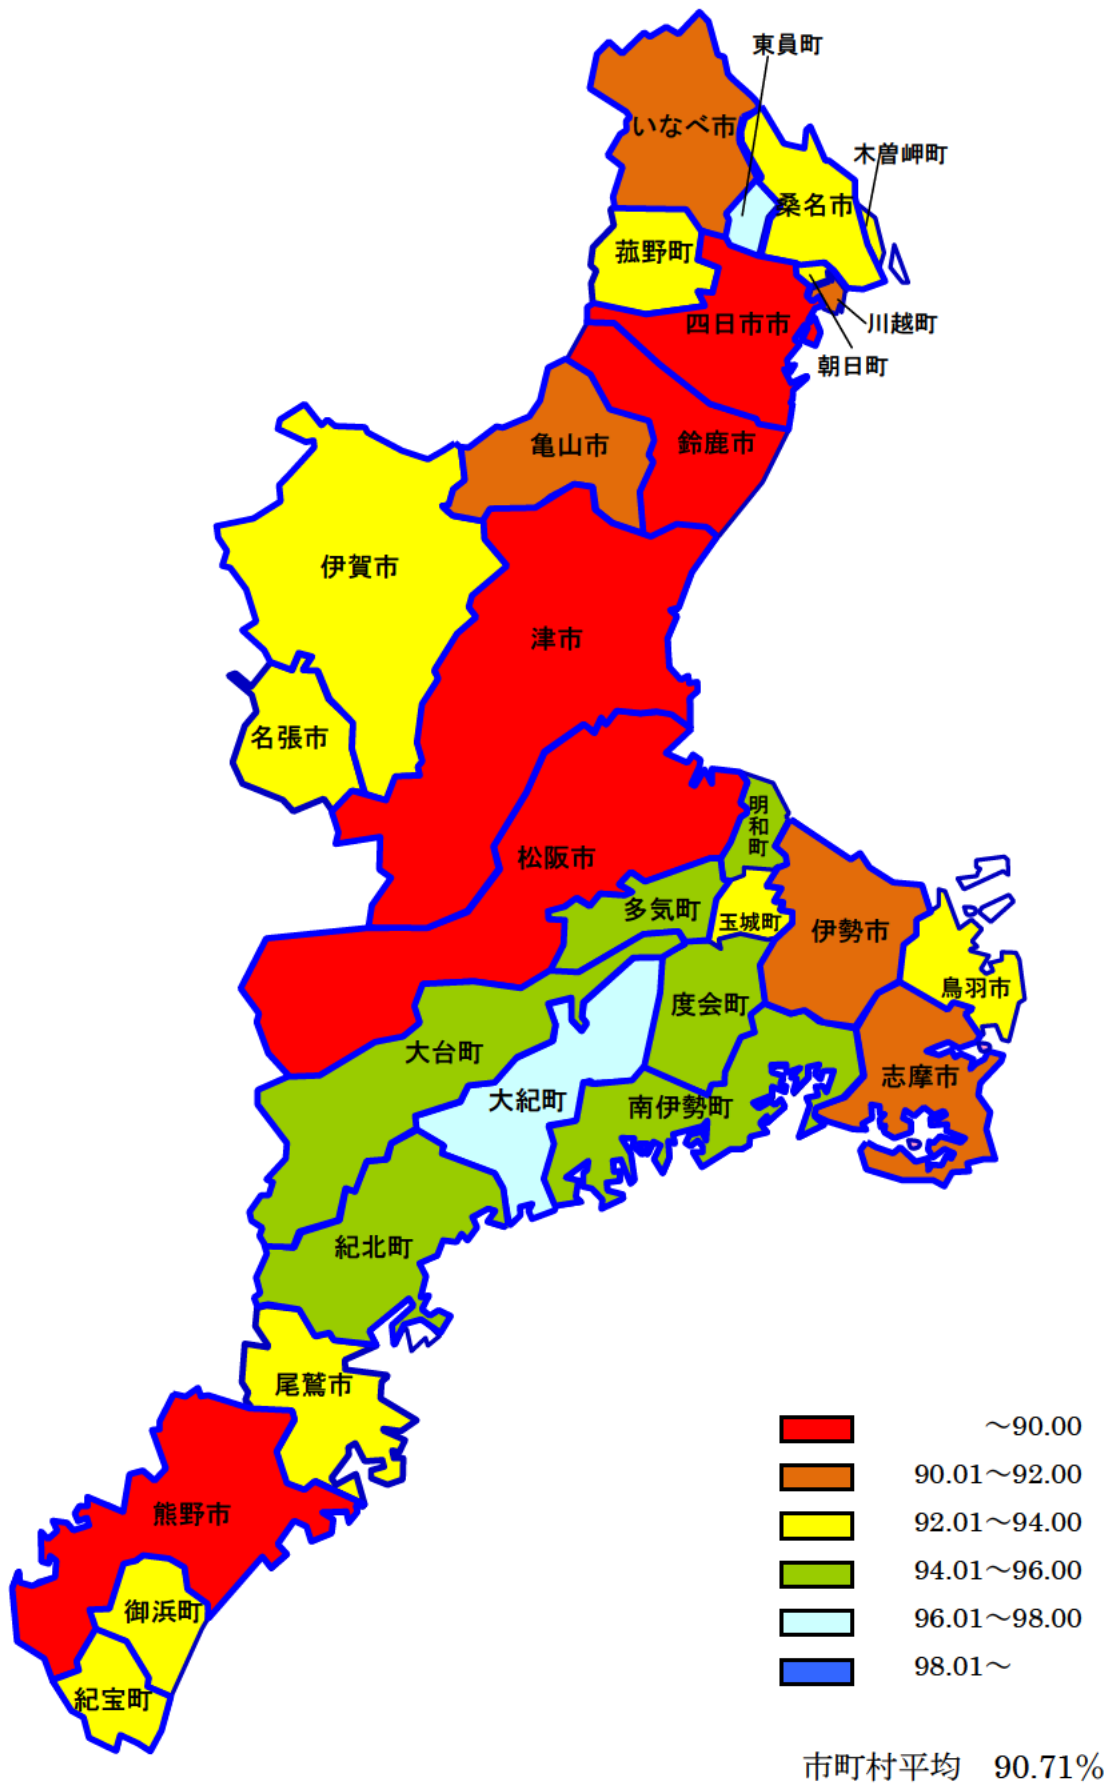 東員町
いなべ市
木曽岬町
桑名市
菰野町
四日市市
川越町
朝日町
亀山市
鈴鹿市
伊賀市
津市
名張市
明和町
松阪市
多気町
玉城町
伊勢市
鳥羽市
度会町
大台町
志摩市
大紀町
南伊勢町
紀北町
尾鷲市
熊野市
御浜町
紀宝町
～90.00
90.01～92.00
92.01～94.00
94.01～96.00
96.01～98.00
98.01～
市町村平均 90.71%